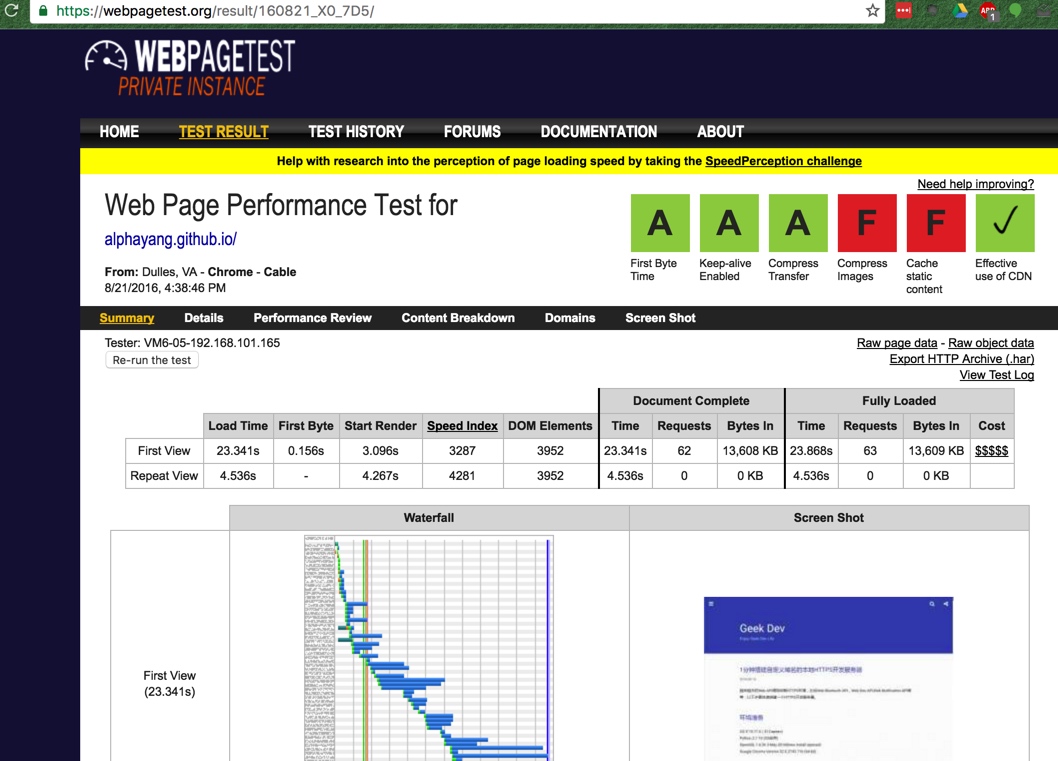 https://webpagetest.org/result/160821_X0_7D5/
ABP
1
WEBPAGETEST
PRIVATE INSTANCE
HOME TEST RESULT TEST HISTORY FORUMS DOCUMENTATION ABOUT
Help with research into the perception of page loading speed by taking the SpeedPerception challenge
Need help improving?
Web Page Performance Test for
alphayang.github.io/
From: Dulles, VA - Chrome - Cable
8/21/2016, 4:38:46 PM
A A A F F ✓
First Byte Time
Keep-alive Enabled
Compress Transfer
Compress Images
Cache static content
Effective use of CDN
Summary Details Performance Review Content Breakdown Domains Screen Shot
Tester: VM6-05-192.168.101.165
Re-run the test
Raw page data - Raw object data
Export HTTP Archive (.har)
View Test Log
Document Complete Fully Loaded
Load Time First Byte Start Render Speed Index DOM Elements Time Requests Bytes In Time Requests Bytes In Cost
First View 23.341s 0.156s 3.096s 3287 3952 23.341s 62 13,608 KB 23.868s 63 13,609 KB $$$$$
Repeat View 4.536s - 4.267s 4281 3952 4.536s 0 0 KB 4.536s 0 0 KB
Waterfall Screen Shot
First View
(23.341s)
Geek Dev